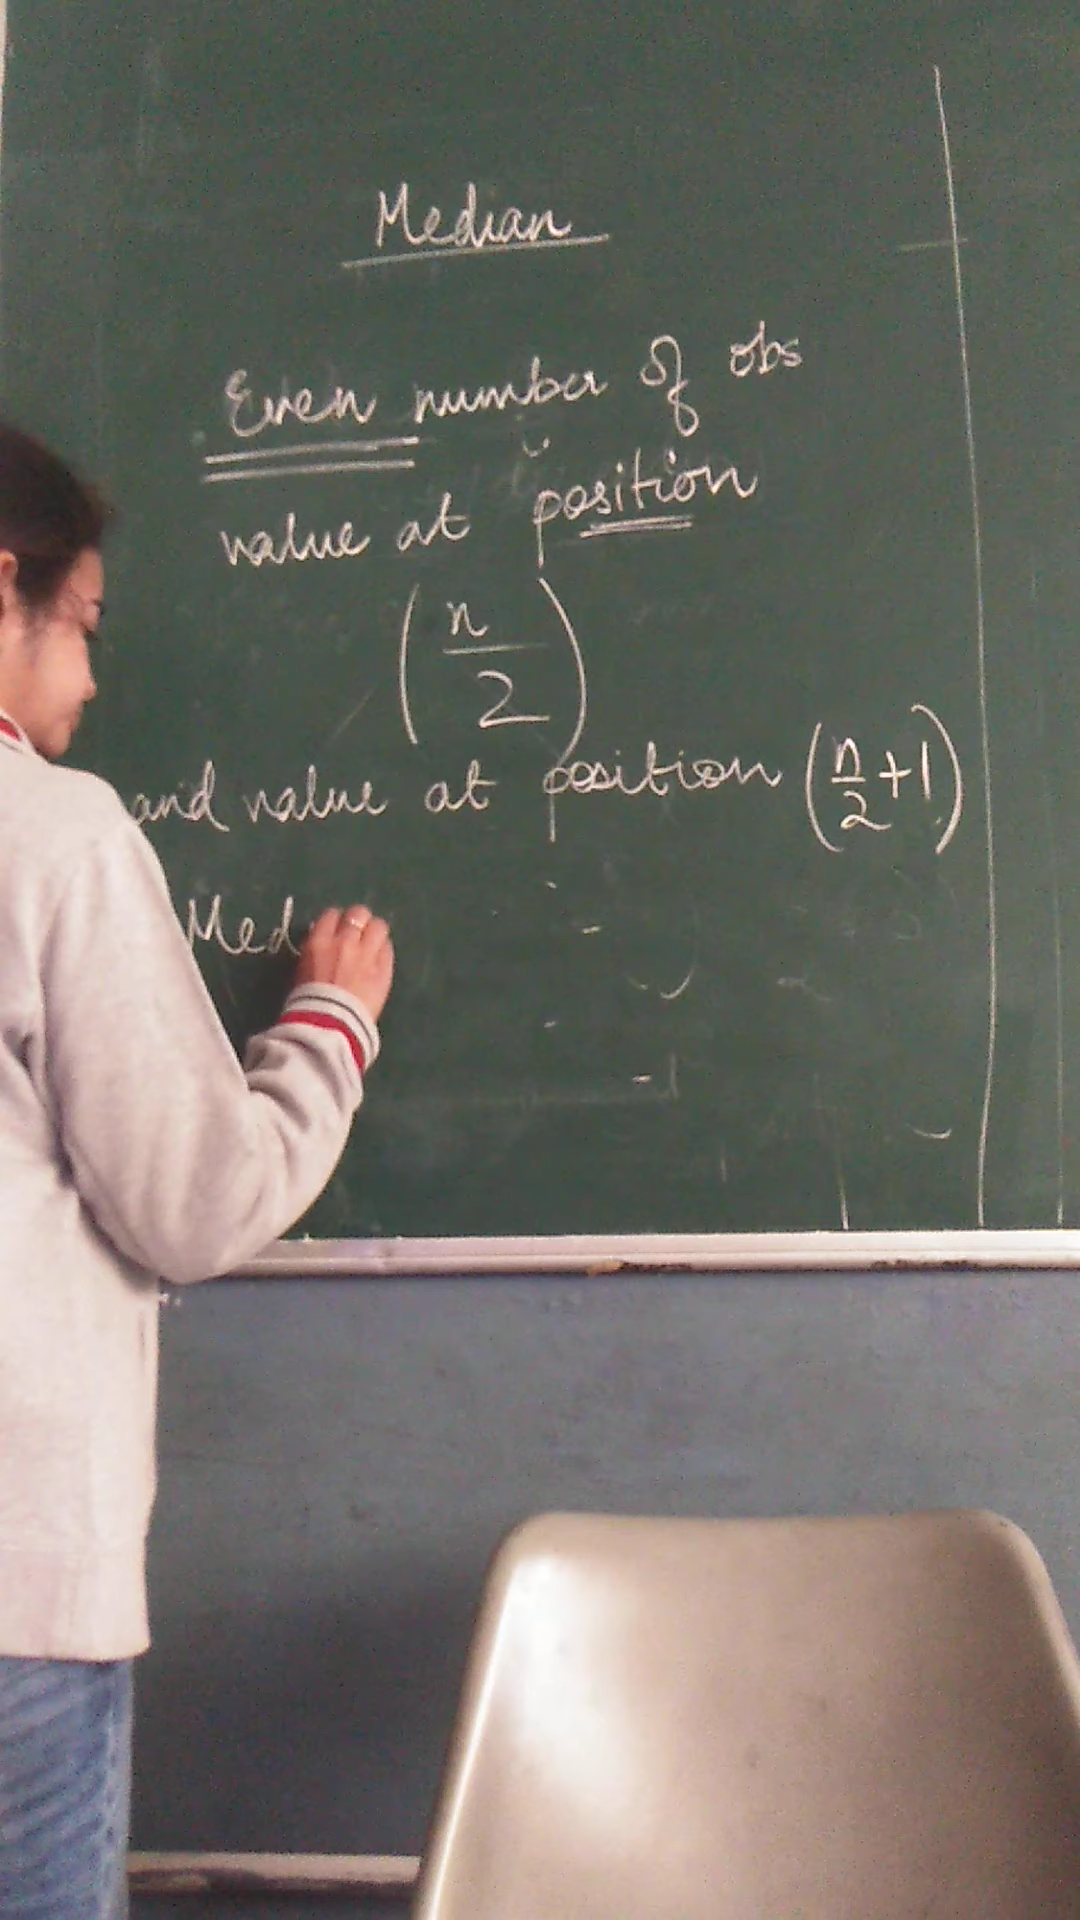 Median
Even number of obs
value at position
(n/2)
and value at position (n/2+1)
Med